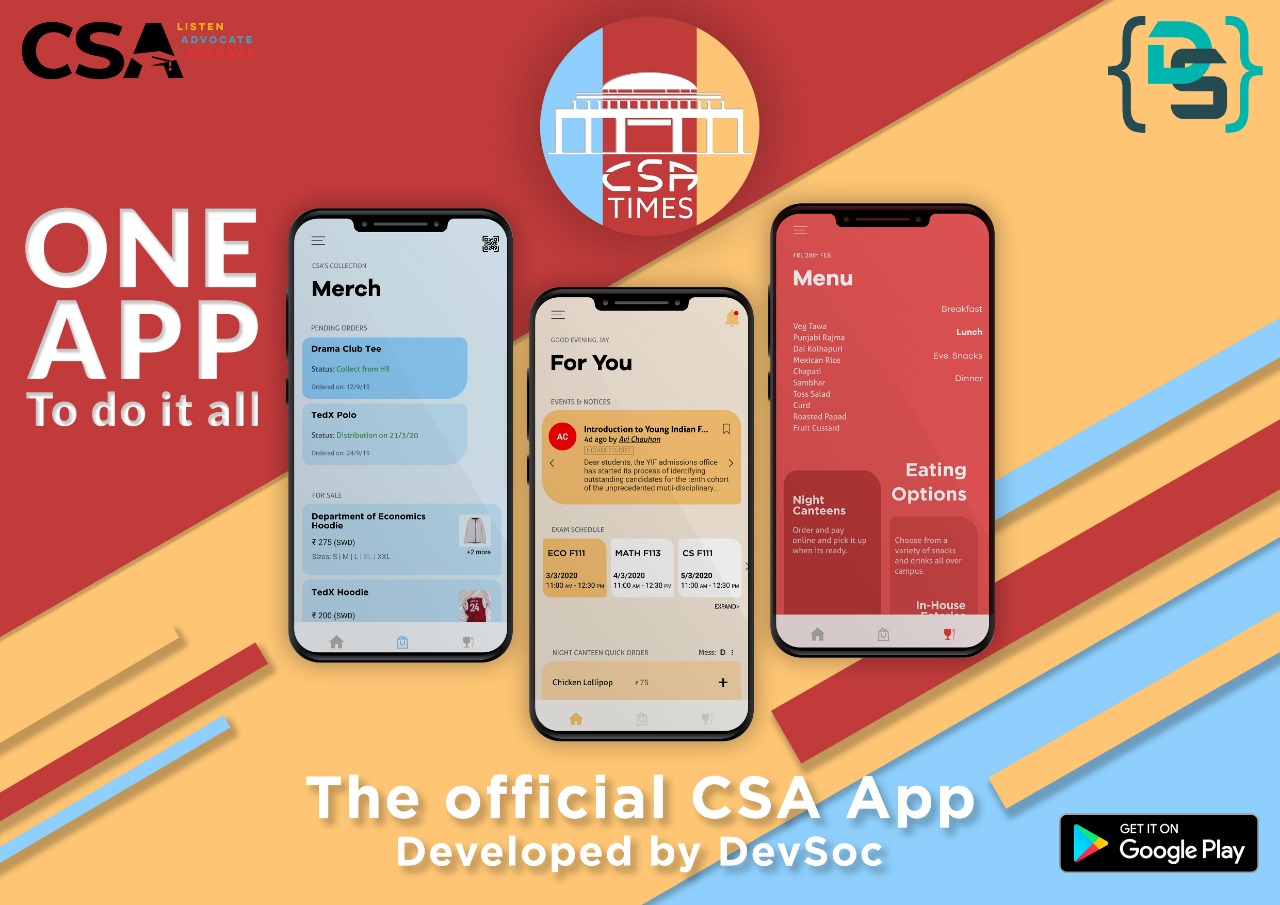 CSA
LISTEN
ADVOCATE
EMPOWER
DS
CSA
TIMES
ONE
APP
To do it all
CSA'S COLLECTION
Merch
PENDING ORDERS
Drama Club Tee
Status: Collect from HR
Ordered on: 12/9/19
TedX Polo
Status: Distribution on 21/3/20
Ordered on: 24/9/19
FOR SALE
Department of Economics
Hoodie
₹ 275 (SWD)
Sizes: S | M | L | XL | XXL
+2 more
TedX Hoodie
₹ 200 (SWD)
24
GOOD EVENING, JAY
For You
EVENTS & NOTICES
AC
Introduction to Young Indian F...
4d ago by Avi Chauhan
HIGHER STUDIES
Dear students, the YIF admissions office
has started its process of identifying
outstanding candidates for the tenth cohort
of the unprecedented mutli-disciplinary...
EXAM SCHEDULE
ECO F111
3/3/2020
11:00 AM - 12:30 PM
MATH F113
4/3/2020
11:00 AM - 12:30 PM
CS F111
5/3/2020
11:00 AM - 12:30 PM
EXPAND>
NIGHT CANTEEN QUICK ORDER
Mess: D
Chicken Lollipop ₹ 75 +
FRI, 28th FEB
Menu
Breakfast
Lunch
Eve. Snacks
Dinner
Veg Tawa
Punjabi Rajma
Dal Kolhapuri
Mexican Rice
Chapati
Sambhar
Toss Salad
Curd
Roasted Papad
Fruit Custard
Eating
Options
Night
Canteens
Order and pay
online and pick it up
when its ready.
Choose from a
variety of snacks
and drinks all over
campus.
In-House
The official CSA App
Developed by DevSoc
GET IT ON
Google Play